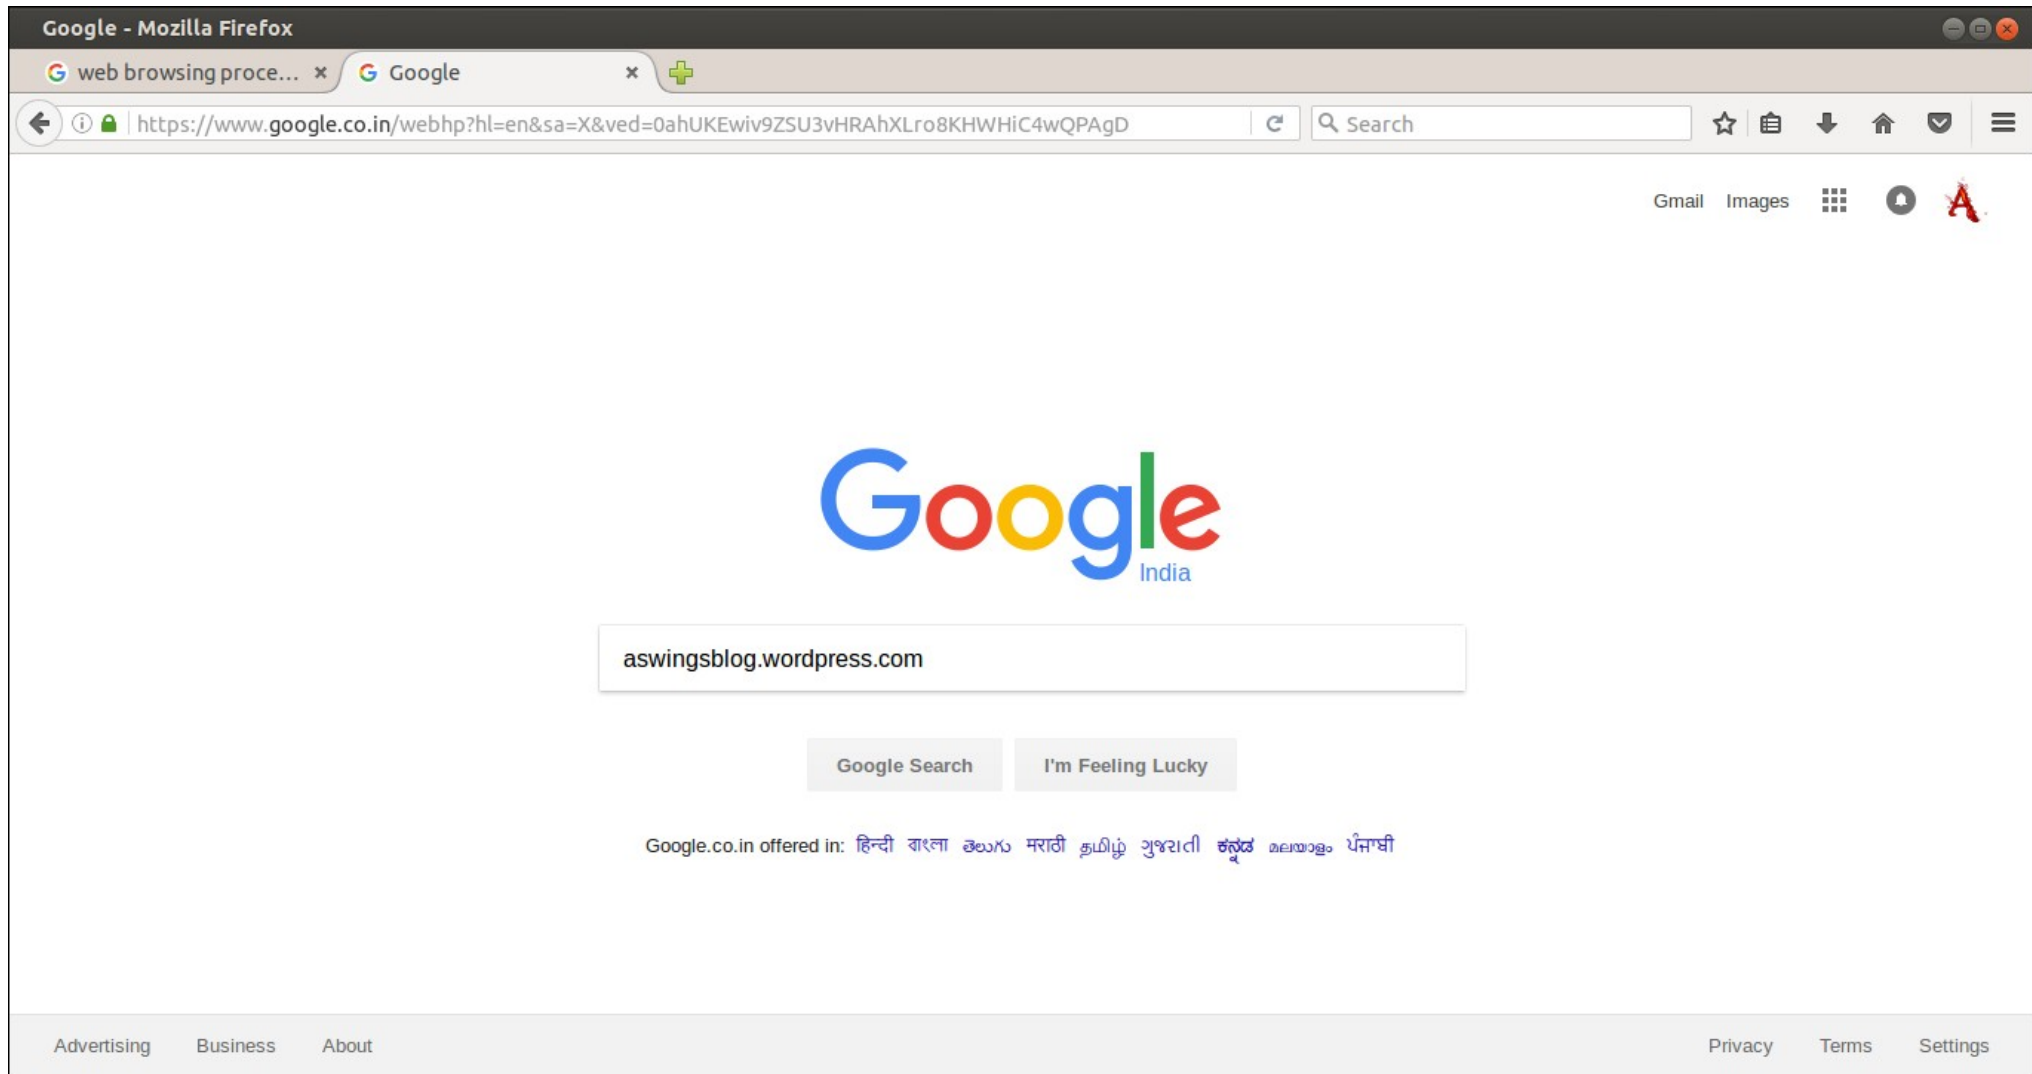 Google - Mozilla Firefox
web browsing proce... Google
https://www.google.co.in/webhp?hl=en&sa=X&ved=0ahUKEwiv9ZSU3vHRAhXLro8KHWHiC4wQPAgD Search
Gmail Images
Google
India
aswingsblog.wordpress.com
Google Search I'm Feeling Lucky
Google.co.in offered in: हिन्दी বাংলা తెలుగు मराठी தமிழ் ગુજરાતી ಕನ್ನಡ മലയാളം ਪੰਜਾਬੀ
Advertising Business About Privacy Terms Settings